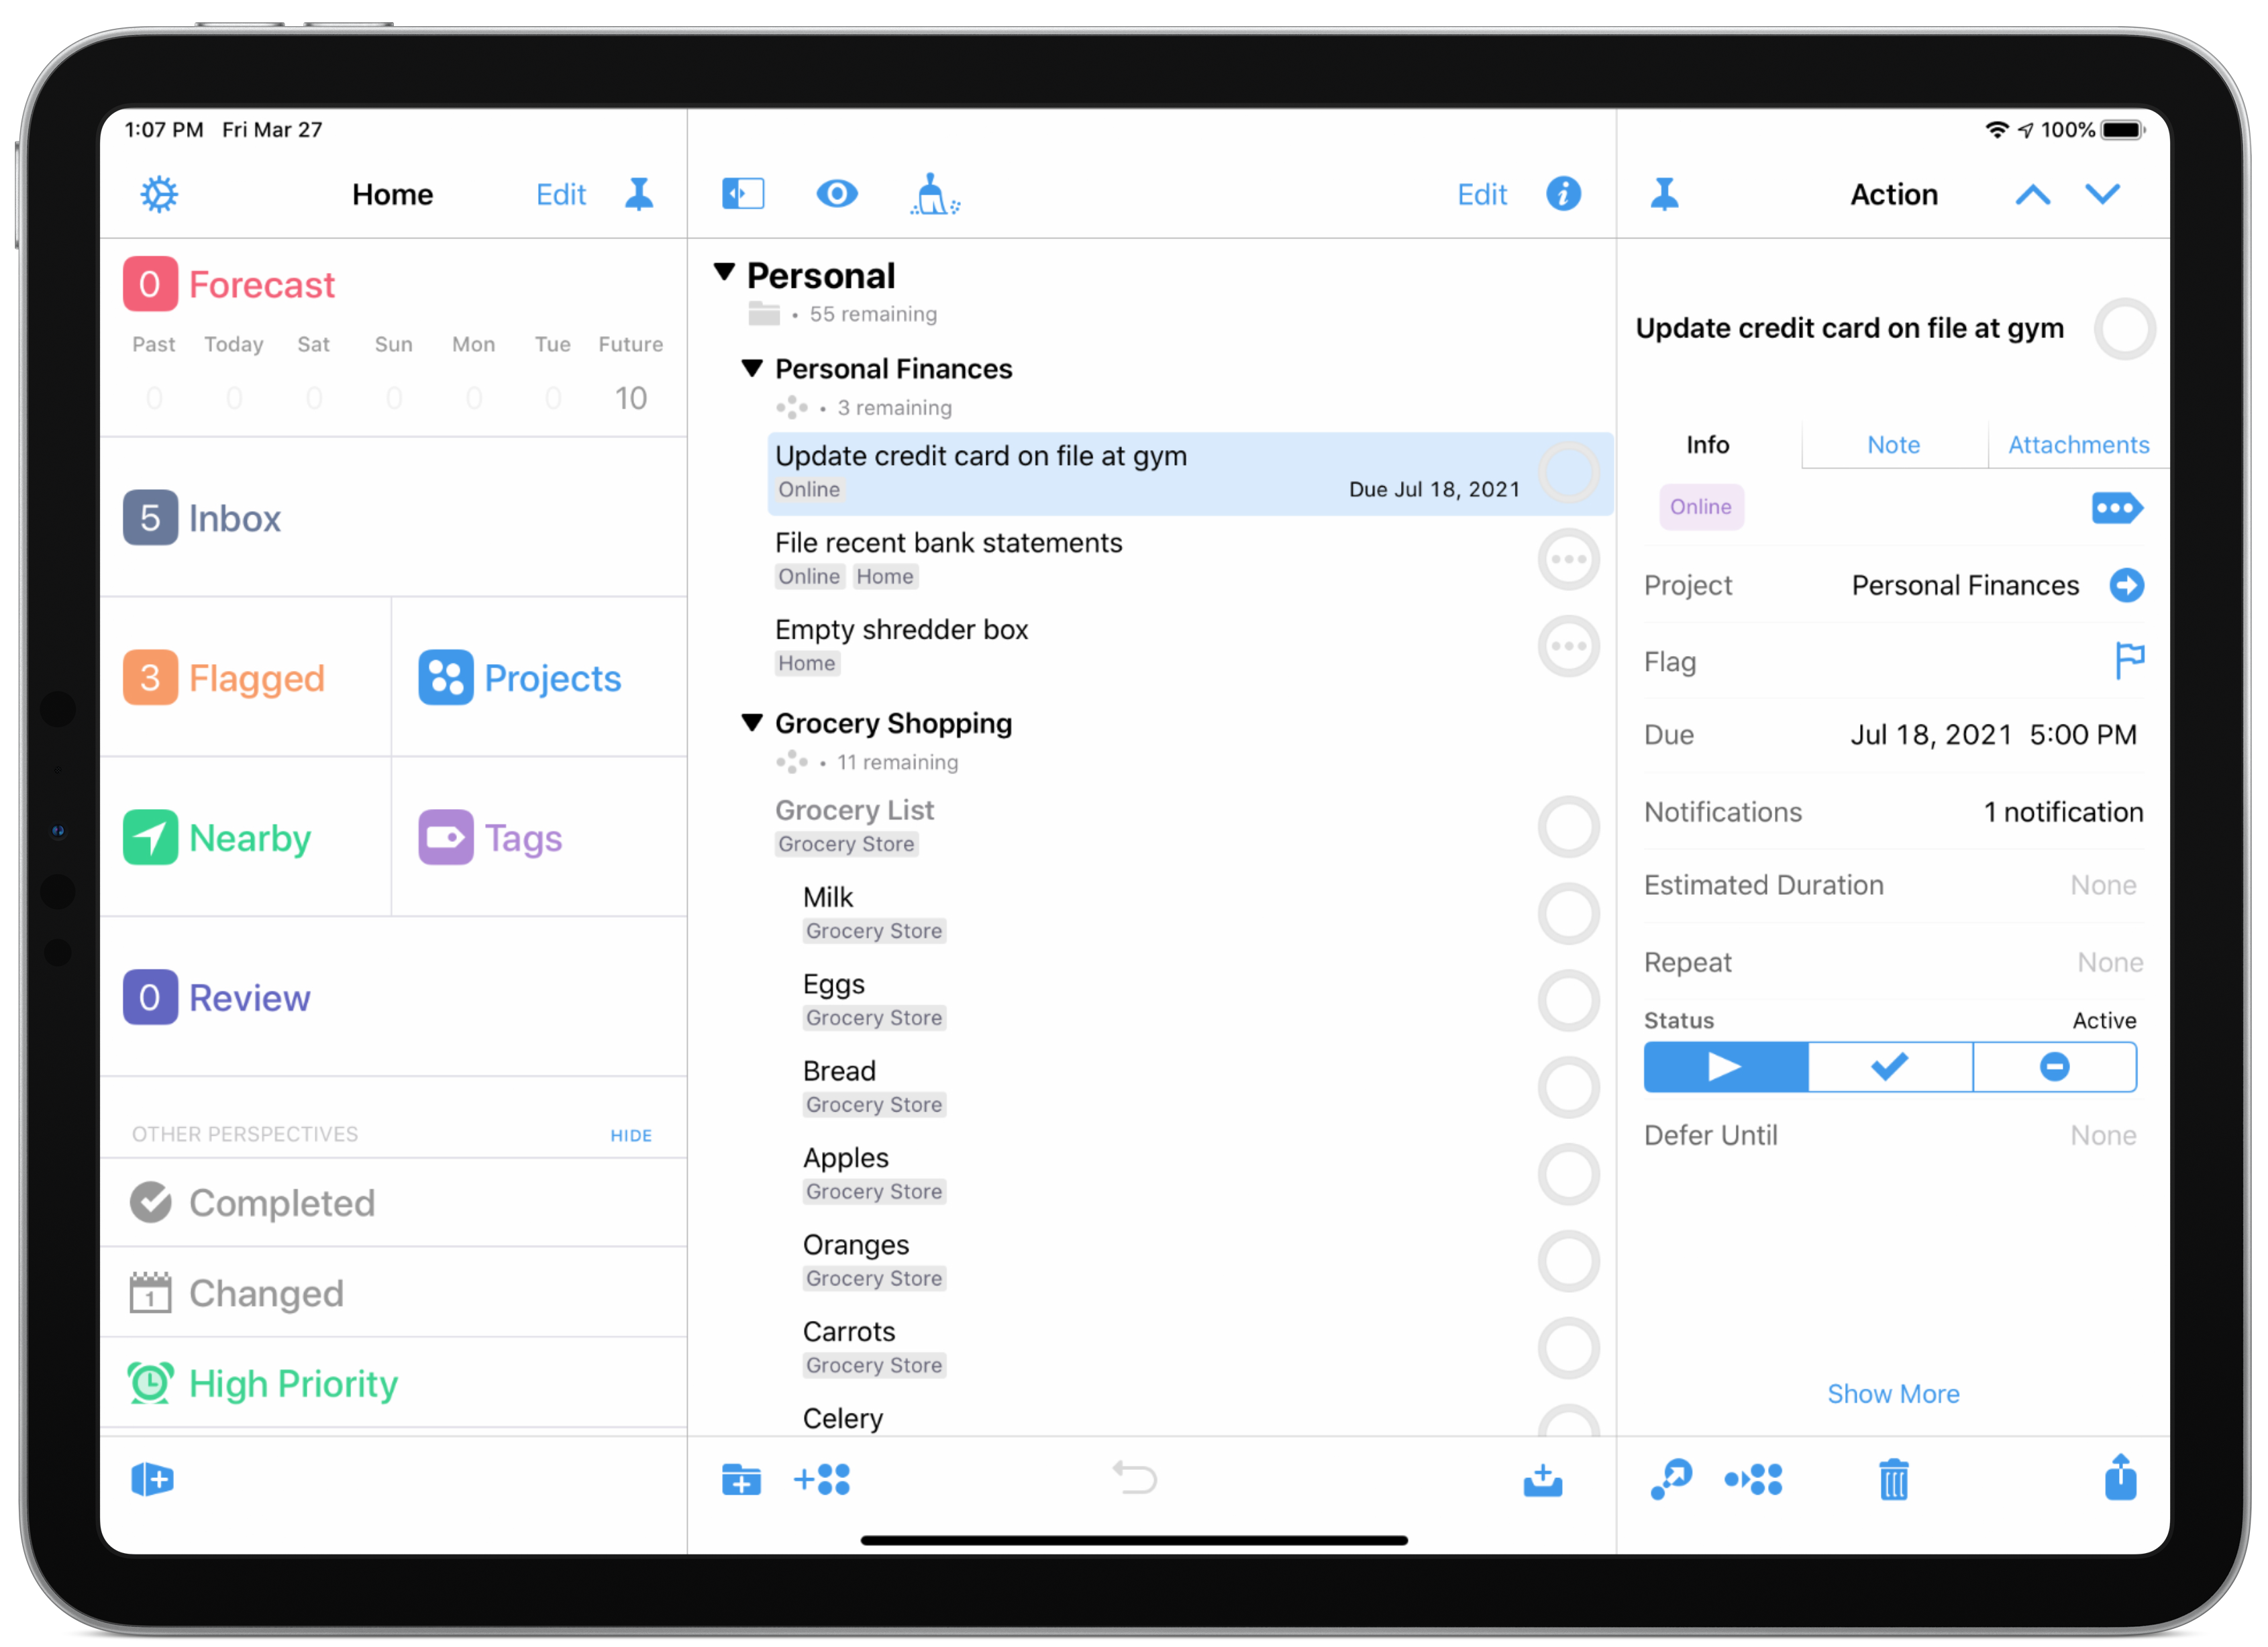 1:07 PM Fri Mar 27
100%
Home
Edit
0 Forecast
Past Today Sat Sun Mon Tue Future
0 0 0 0 0 0 10
5 Inbox
3 Flagged
Projects
Nearby
Tags
0 Review
OTHER PERSPECTIVES HIDE
Completed
1 Changed
High Priority
Edit
Personal
• 55 remaining
Personal Finances
• 3 remaining
Update credit card on file at gym
Online Due Jul 18, 2021
File recent bank statements
Online Home
Empty shredder box
Home
Grocery Shopping
• 11 remaining
Grocery List
Grocery Store
Milk
Grocery Store
Eggs
Grocery Store
Bread
Grocery Store
Apples
Grocery Store
Oranges
Grocery Store
Carrots
Grocery Store
Celery
Action
Update credit card on file at gym
Info Note Attachments
Online
Project Personal Finances
Flag
Due Jul 18, 2021 5:00 PM
Notifications 1 notification
Estimated Duration None
Repeat None
Status Active
Defer Until None
Show More